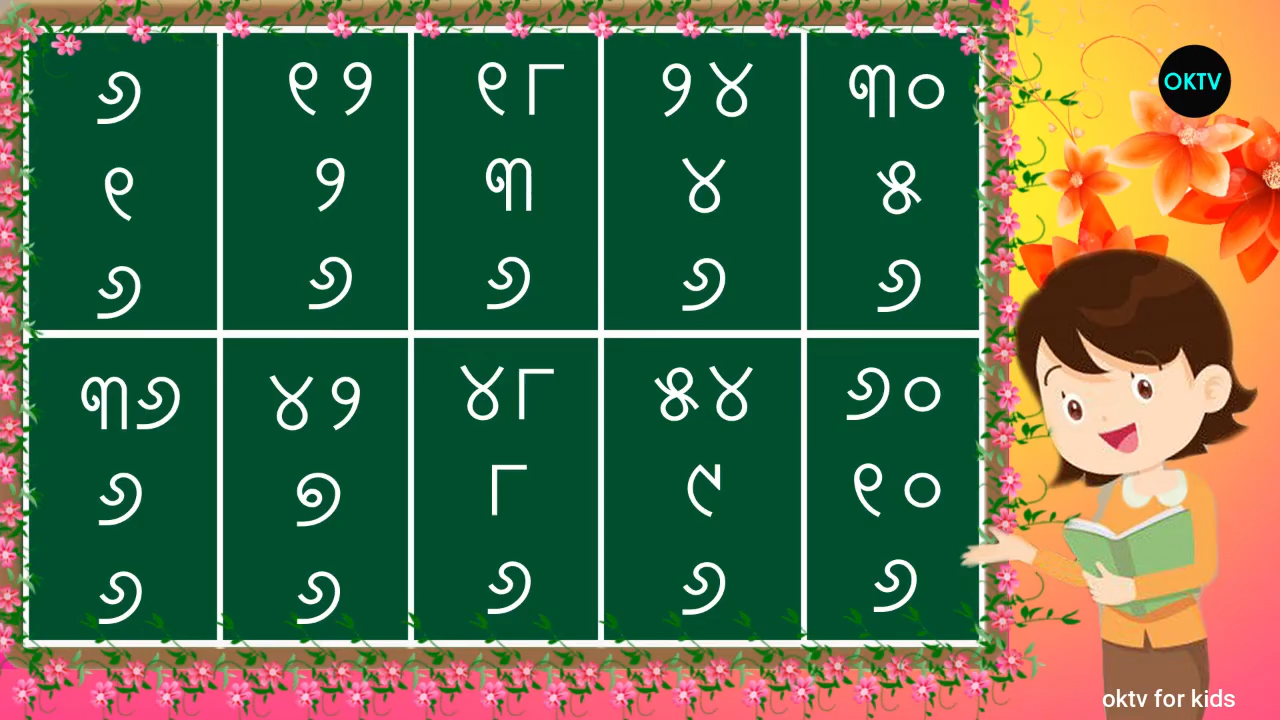 ୬ ୧୨ ୧୮ ୨୪ ୩୦
୧ ୨ ୩ ୪ ୫
୬ ୬ ୬ ୬ ୬
୩୬ ୪୨ ୪୮ ୫୪ ୬୦
୬ ୭ ୮ ୯ ୧୦
୬ ୬ ୬ ୬ ୬
OKTV
oktv for kids